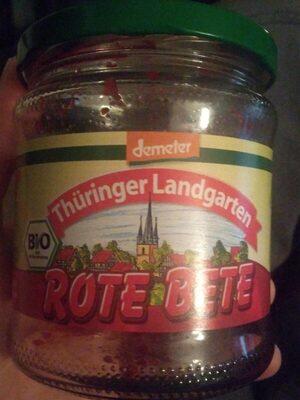 demeter
Thüringer Landgarten
BIO
ROTE BETE